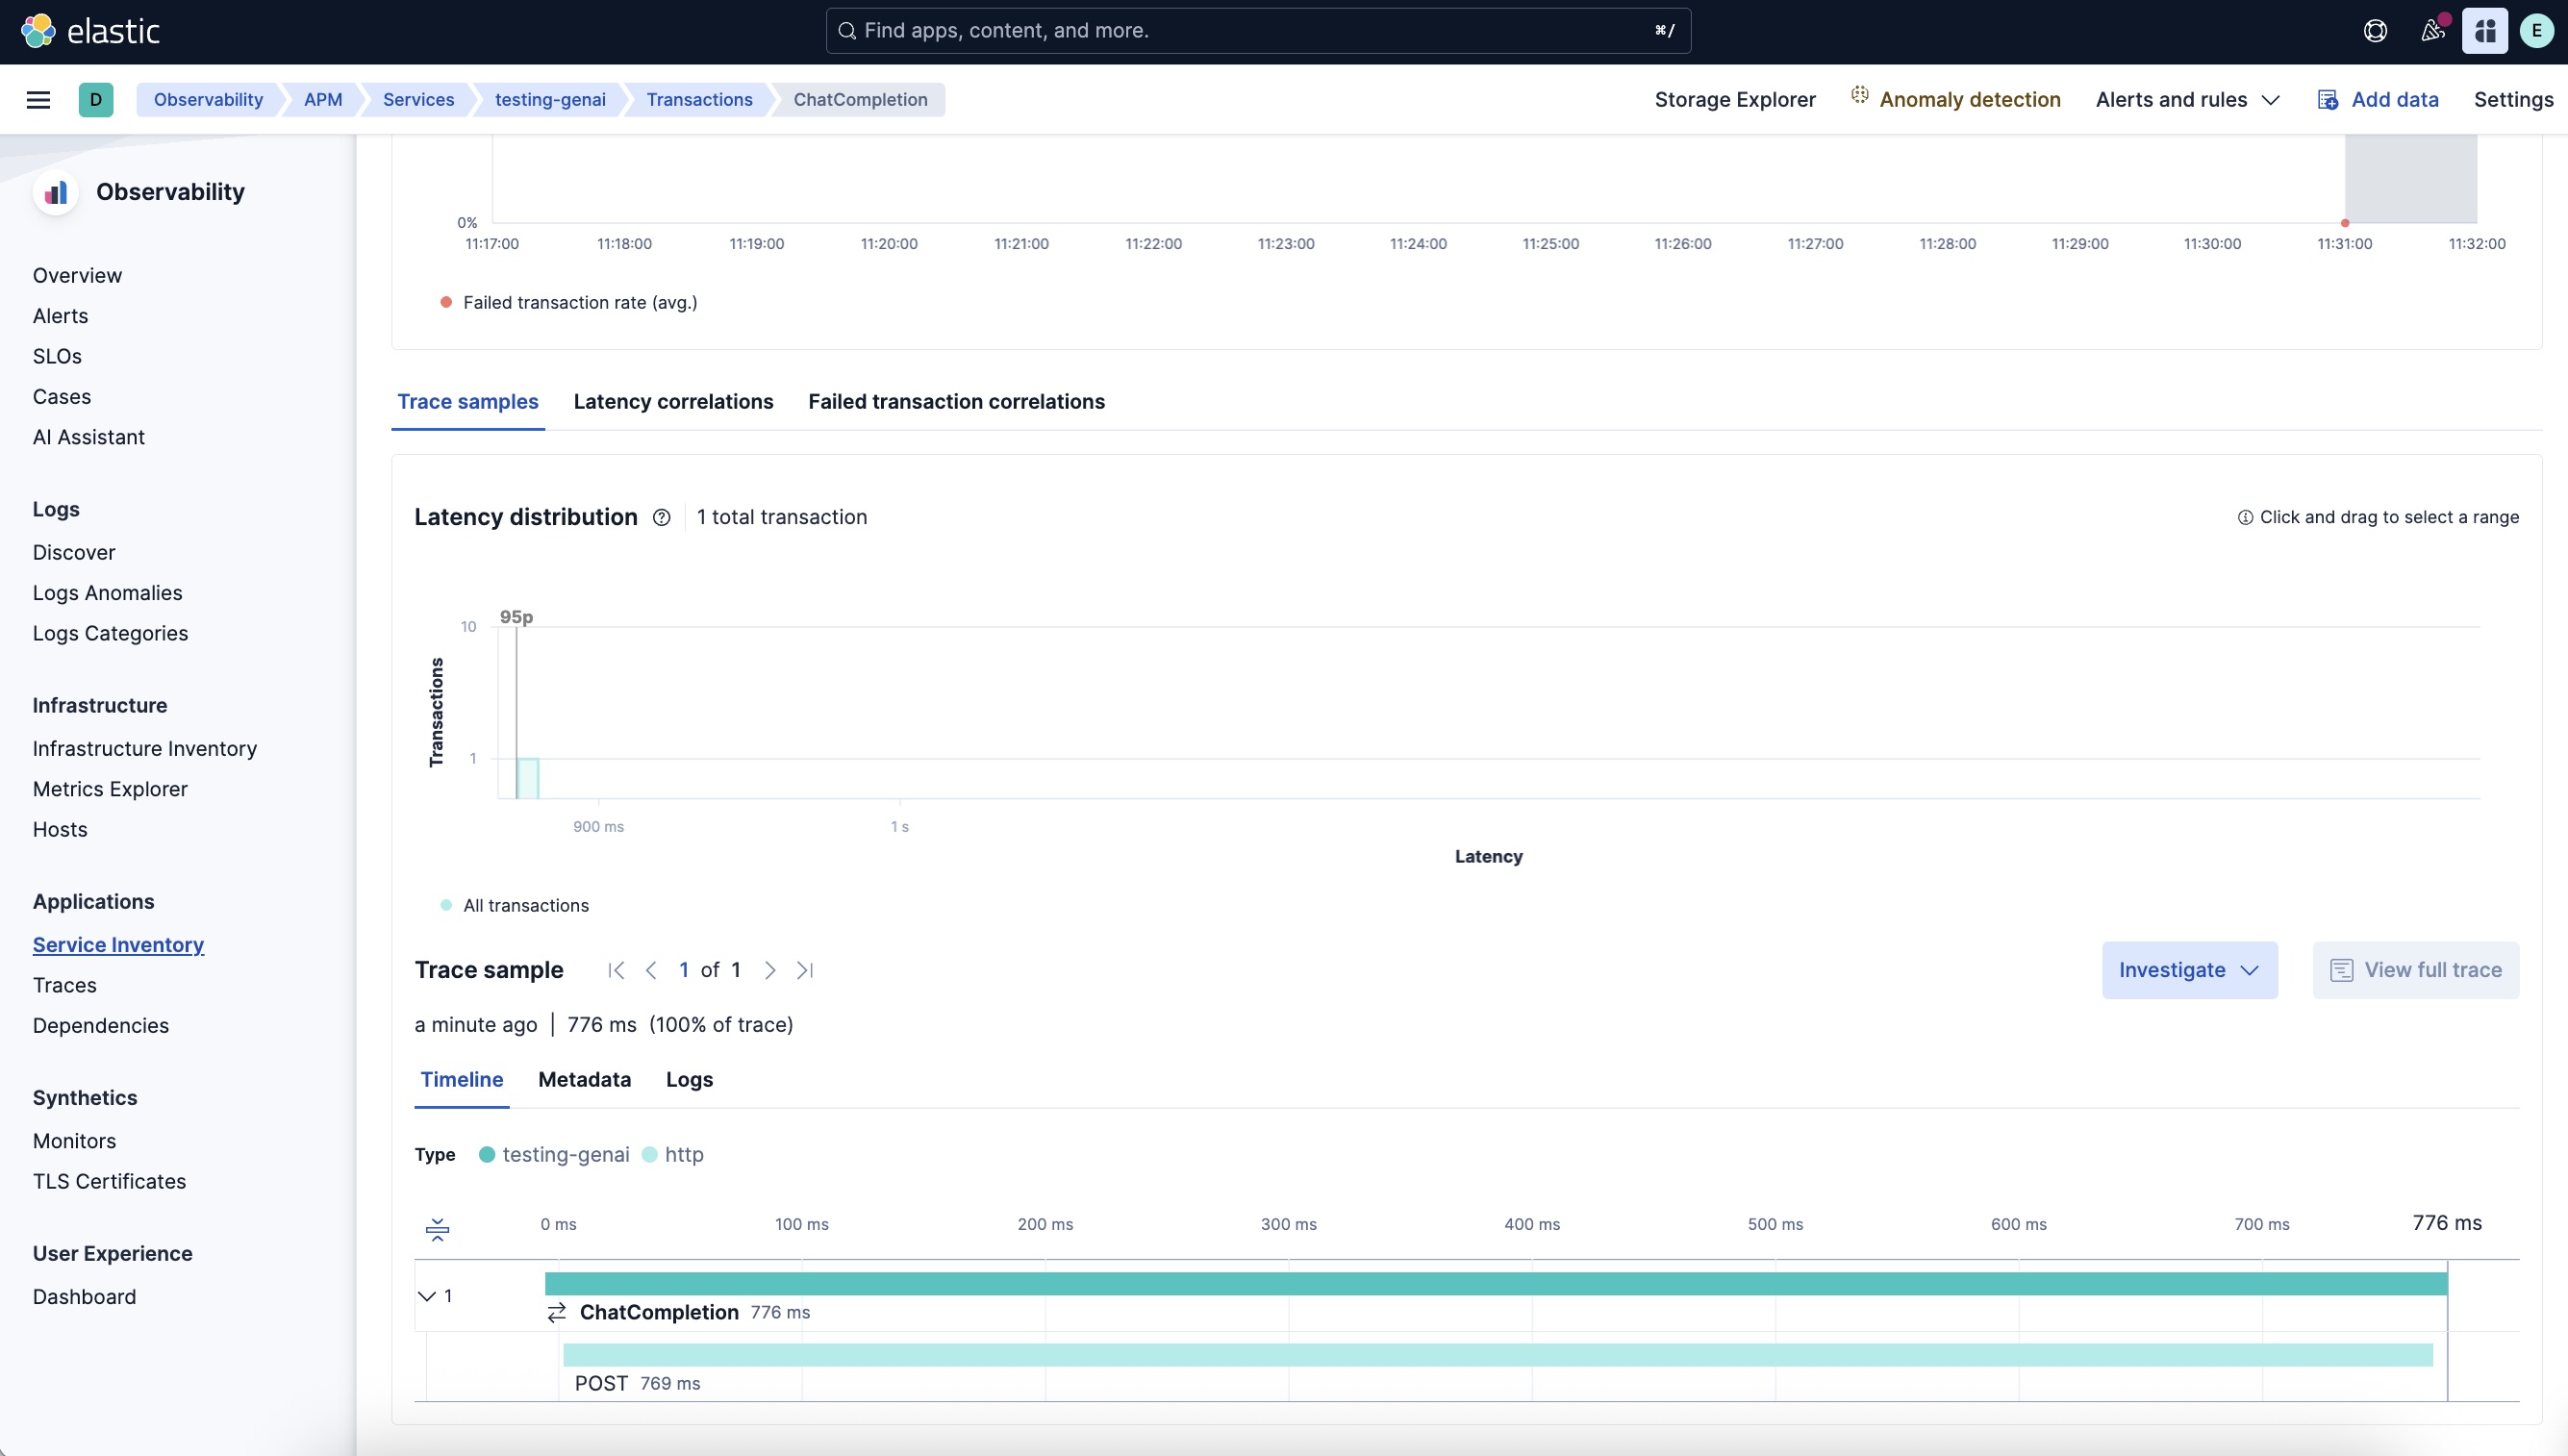 elastic
Find apps, content, and more.
⌘/
E
D
Observability
APM
Services
testing-genai
Transactions
ChatCompletion
Storage Explorer
Anomaly detection
Alerts and rules
Add data
Settings
Observability
Overview
Alerts
SLOs
Cases
AI Assistant
Logs
Discover
Logs Anomalies
Logs Categories
Infrastructure
Infrastructure Inventory
Metrics Explorer
Hosts
Applications
Service Inventory
Traces
Dependencies
Synthetics
Monitors
TLS Certificates
User Experience
Dashboard
0%
11:17:00 11:18:00 11:19:00 11:20:00 11:21:00 11:22:00 11:23:00 11:24:00 11:25:00 11:26:00 11:27:00 11:28:00 11:29:00 11:30:00 11:31:00 11:32:00
Failed transaction rate (avg.)
Trace samples Latency correlations Failed transaction correlations
Latency distribution
1 total transaction
Click and drag to select a range
95p
10
Transactions
1
900 ms 1 s
Latency
All transactions
Trace sample
1 of 1
Investigate
View full trace
a minute ago | 776 ms (100% of trace)
Timeline Metadata Logs
Type testing-genai http
0 ms 100 ms 200 ms 300 ms 400 ms 500 ms 600 ms 700 ms 776 ms
1
ChatCompletion 776 ms
POST 769 ms